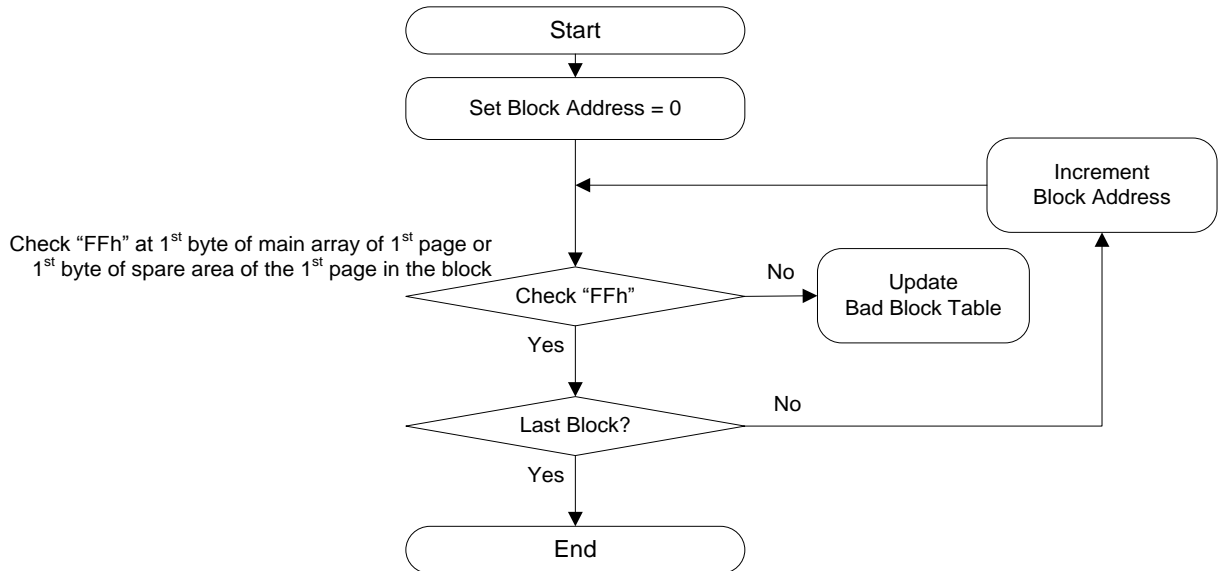 Start
Set Block Address = 0
Increment
Block Address
Check “FFh” at 1st byte of main array of 1st page or
1st byte of spare area of the 1st page in the block
Check “FFh”
No
Update
Bad Block Table
Yes
Last Block?
No
Yes
End